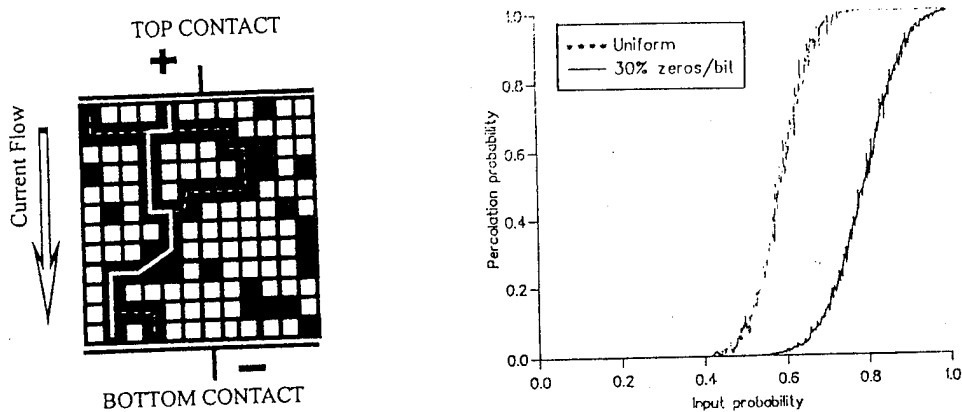 TOP CONTACT
+
Current Flow
−
BOTTOM CONTACT
Percolation probability
1.0
0.8
0.6
0.4
0.2
0.0
Uniform
30% zeros/bit
0.0
0.2
0.4
0.6
0.8
1.0
Input probability